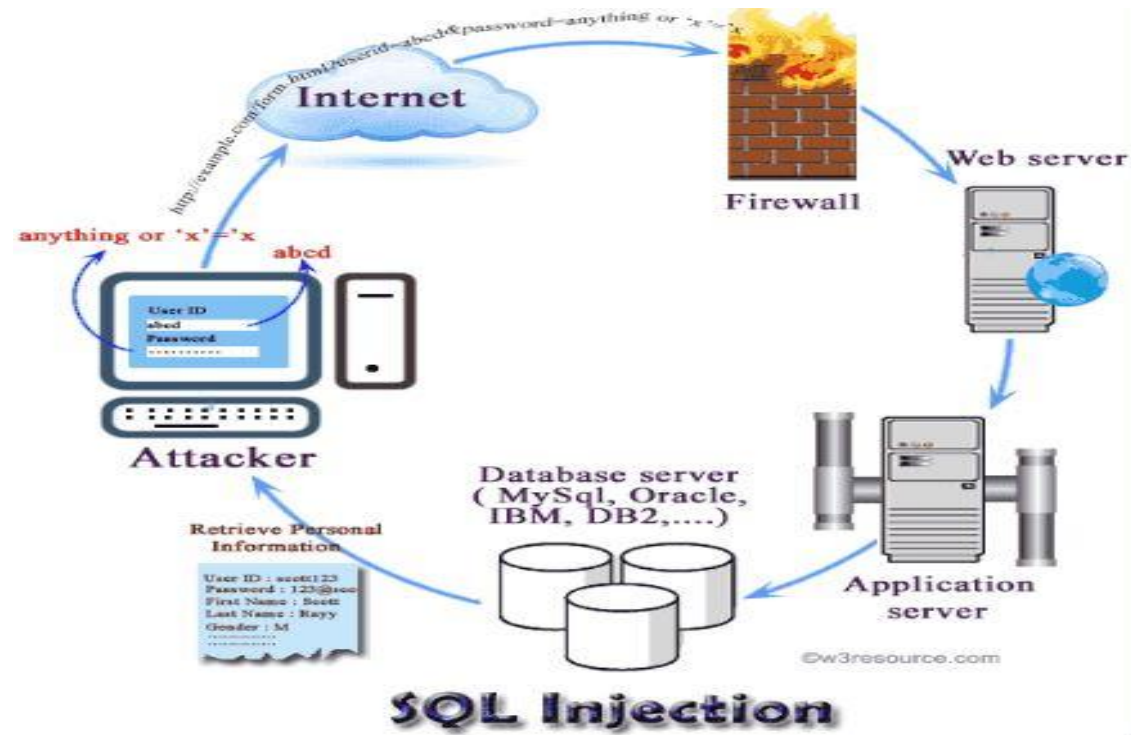 http://example.com/form.html?userid=abcd&password=anything or 'x'='x
Internet
Firewall
Web server
anything or 'x'='x
abcd
User ID
abcd
Password
Attacker
Database server
( MySql, Oracle,
IBM, DB2,....)
Application
server
Retrieve Personal
Information
User ID : scott123
Password : 123@sco
First Name : Scott
Last Name : Rayy
Gender : M
©w3resource.com
SQL Injection